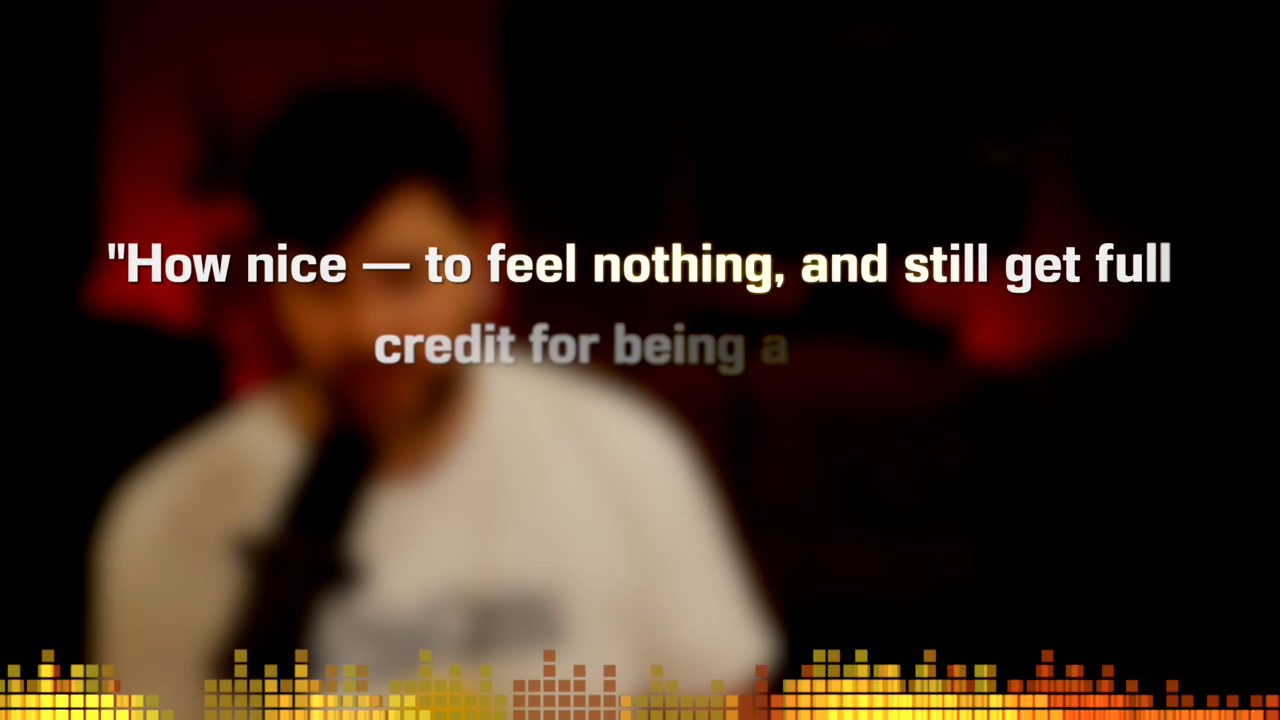 "How nice — to feel nothing, and still get full
credit for being a